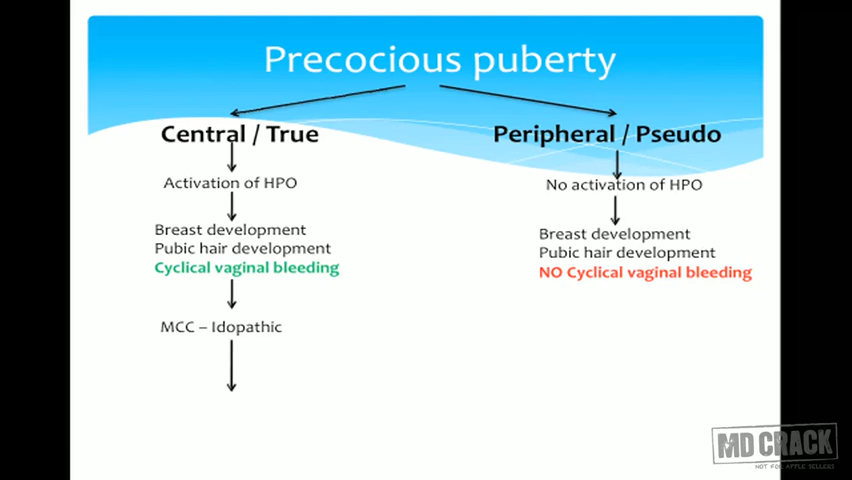 Precocious puberty
Central / True
Peripheral / Pseudo
Activation of HPO
No activation of HPO
Breast development
Pubic hair development
Cyclical vaginal bleeding
Breast development
Pubic hair development
NO Cyclical vaginal bleeding
MCC – Idopathic
MD CRACK
NOT FOR APPLE SELLERS